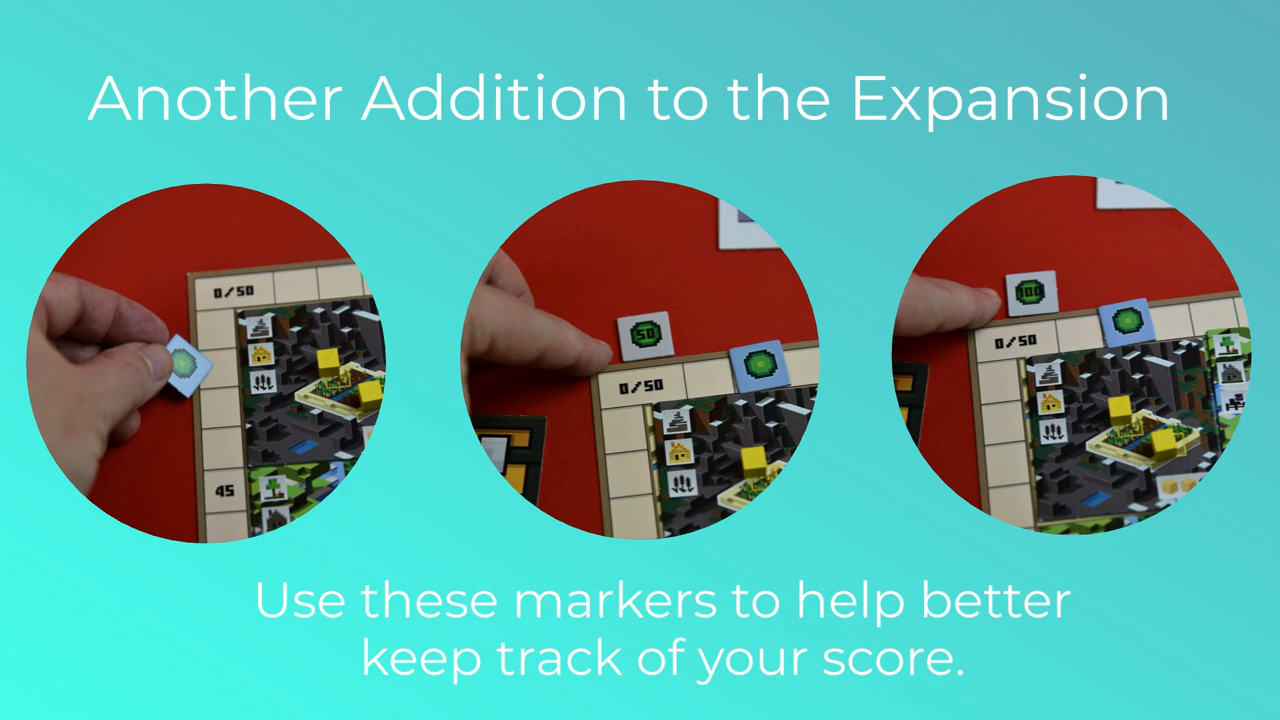 Another Addition to the Expansion
0/50
45
50
0/50
100
0/50
Use these markers to help better
keep track of your score.